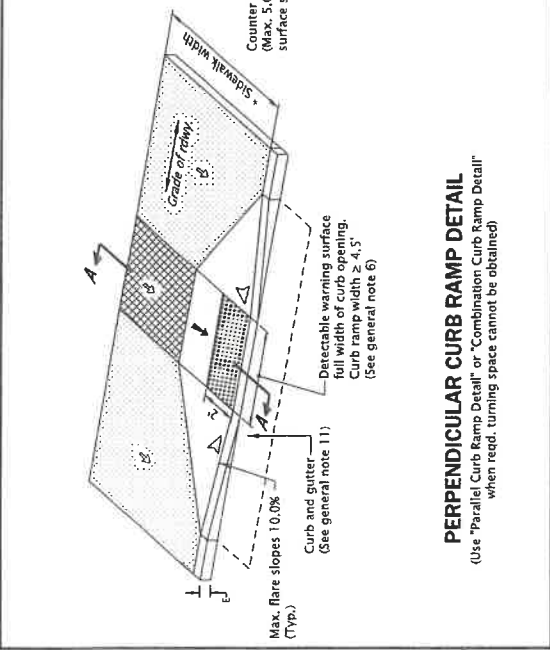 Counter
(Max. 5.
surface s
* Sidewalk width
Grade of rdwy.
A
A
2'
E
Detectable warning surface
full width of curb opening.
Curb ramp width ≥ 4.5'
(See general note 6)
Curb and gutter
(See general note 11)
Max. flare slopes 10.0%
(Typ.)
PERPENDICULAR CURB RAMP DETAIL
(Use "Parallel Curb Ramp Detail" or "Combination Curb Ramp Detail"
when reqd. turning space cannot be obtained)